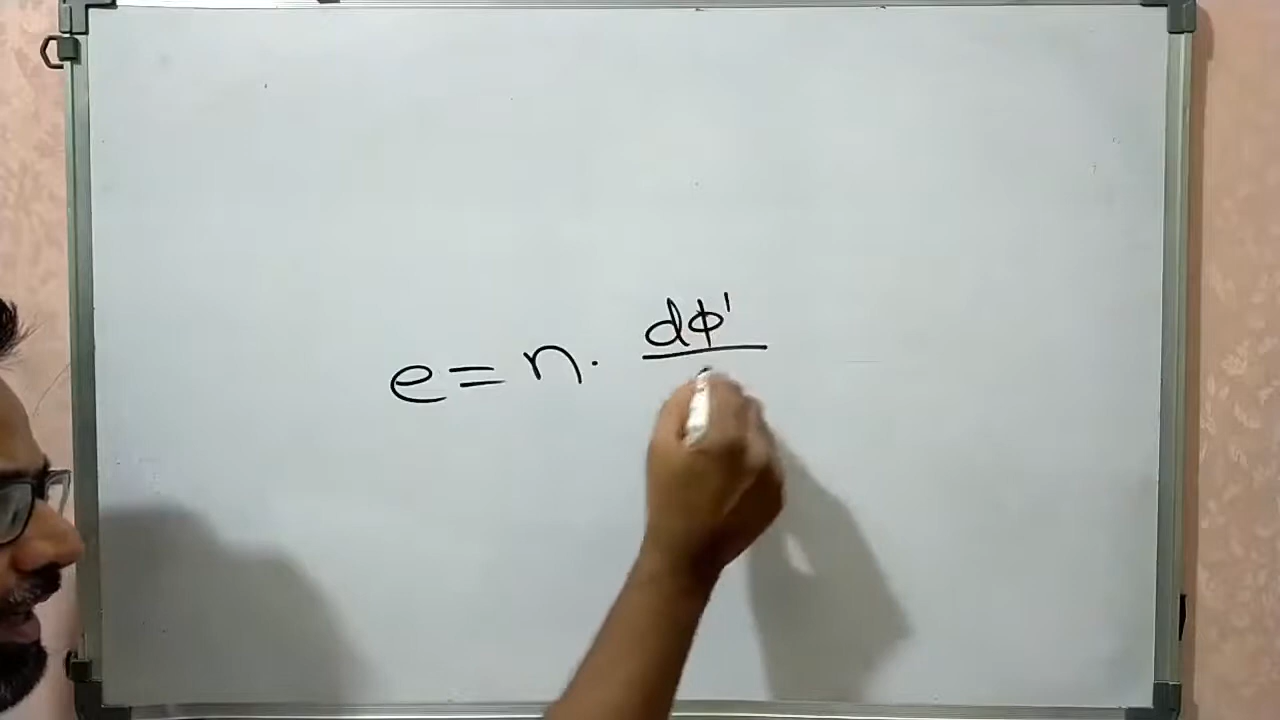 e = n. dϕ'